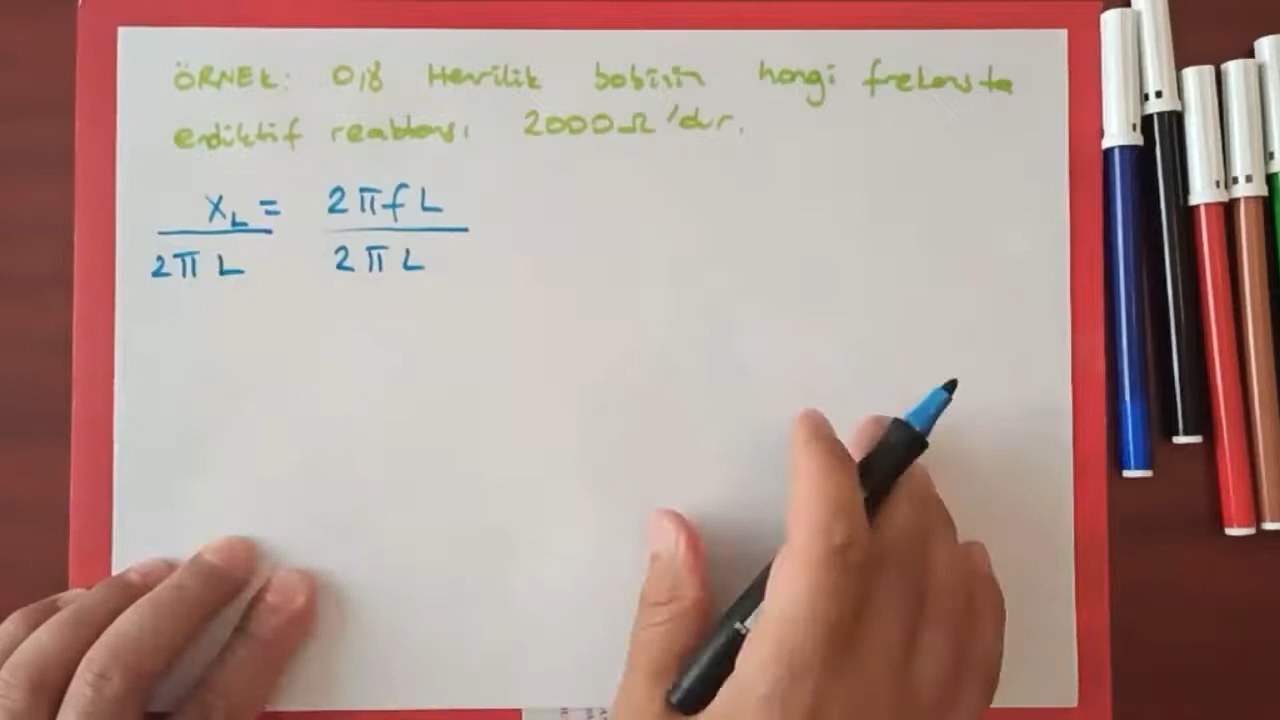 ÖRNEK: 0,8 Henrilik bobinin hangi frekansta
endüktif reaktansı 2000Ω'dur.
X_L = 2πfL
2πL 2πL